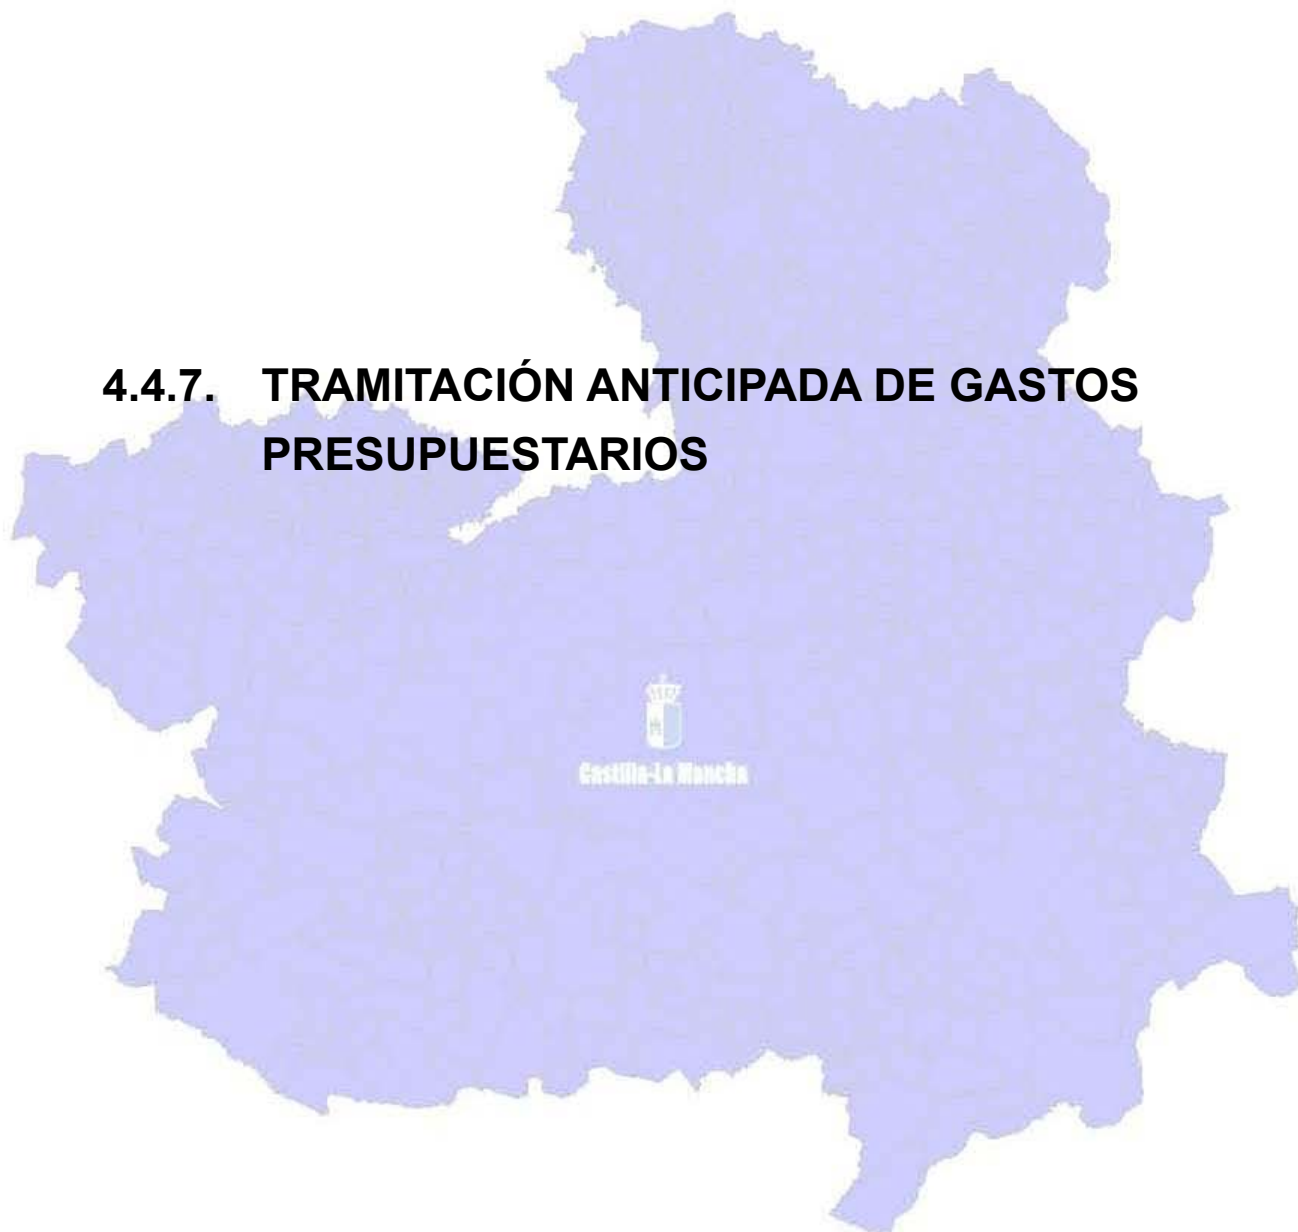 4.4.7. TRAMITACIÓN ANTICIPADA DE GASTOS
PRESUPUESTARIOS
Castilla-La Mancha